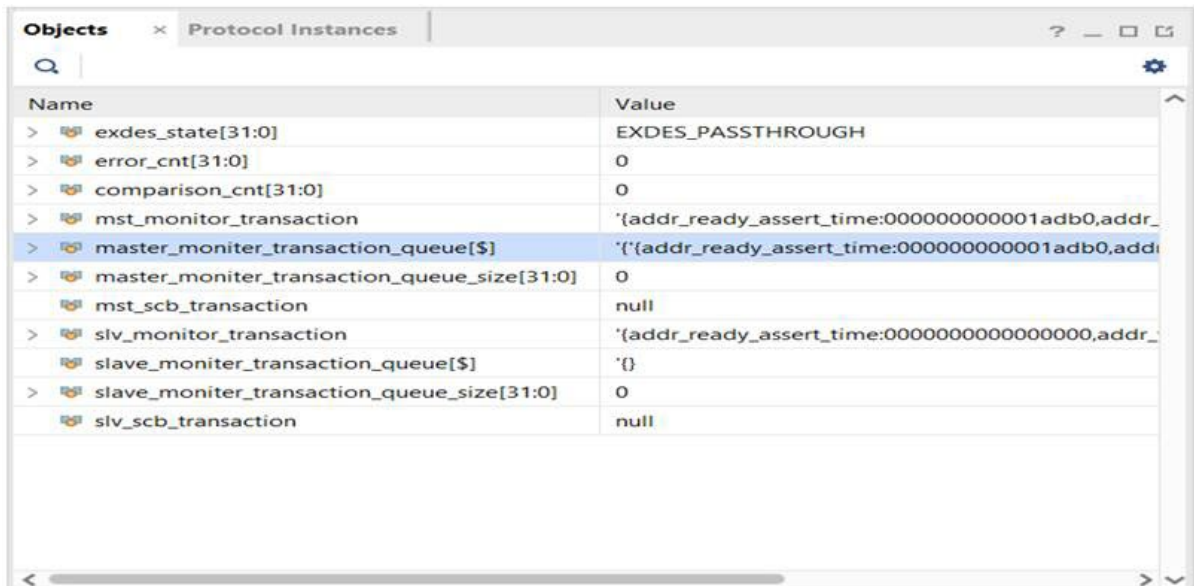 Objects × Protocol Instances ? _
Name Value
> exdes_state[31:0] EXDES_PASSTHROUGH
> error_cnt[31:0] 0
> comparison_cnt[31:0] 0
> mst_monitor_transaction '{addr_ready_assert_time:000000000001adb0,addr_
> master_moniter_transaction_queue[$] '{'{addr_ready_assert_time:000000000001adb0,addr
> master_moniter_transaction_queue_size[31:0] 0
mst_scb_transaction null
> slv_monitor_transaction '{addr_ready_assert_time:0000000000000000,addr_
slave_moniter_transaction_queue[$] '{}
> slave_moniter_transaction_queue_size[31:0] 0
slv_scb_transaction null